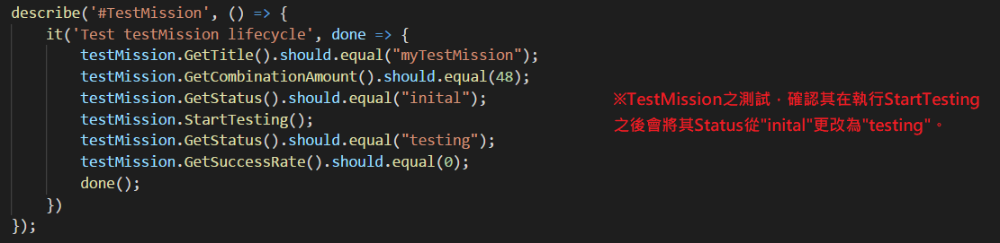 describe('#TestMission', () => {
    it('Test testMission lifecycle', done => {
        testMission.GetTitle().should.equal("myTestMission");
        testMission.GetCombinationAmount().should.equal(48);
        testMission.GetStatus().should.equal("inital");
        testMission.StartTesting();
        testMission.GetStatus().should.equal("testing");
        testMission.GetSuccessRate().should.equal(0);
        done();
    })
});
※TestMission之測試，確認其在執行StartTesting
之後會將其Status從"inital"更改為"testing"。